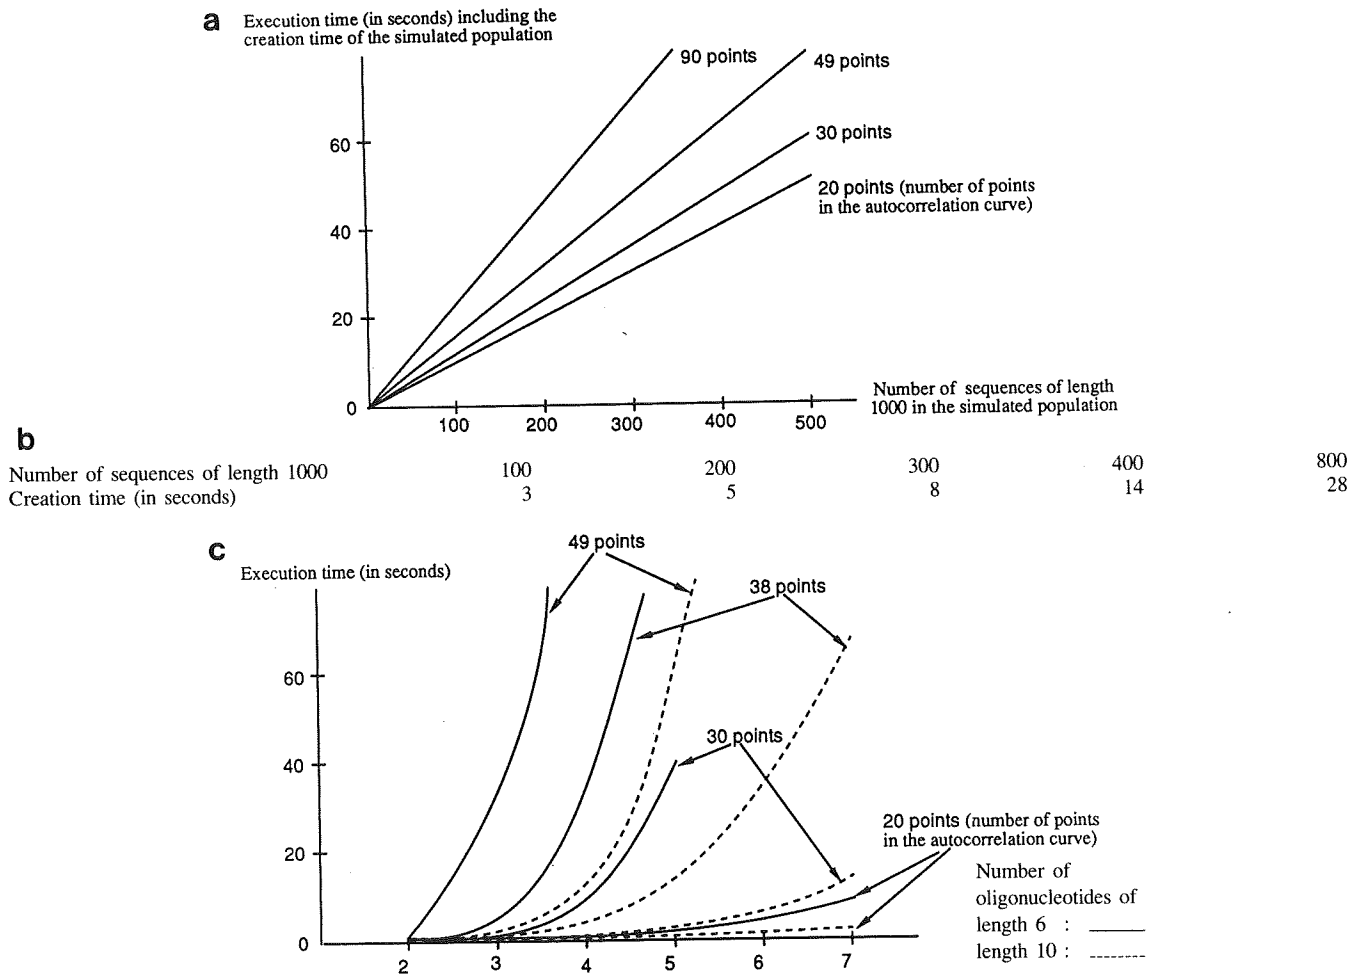 a
Execution time (in seconds) including the
creation time of the simulated population
90 points
49 points
30 points
20 points (number of points
in the autocorrelation curve)
60
40
20
0
100 200 300 400 500
Number of sequences of length
1000 in the simulated population
b
Number of sequences of length 1000 100 200 300 400 800
Creation time (in seconds) 3 5 8 14 28
c
Execution time (in seconds)
49 points
38 points
30 points
20 points (number of points
in the autocorrelation curve)
60
40
20
0
2 3 4 5 6 7
Number of
oligonucleotides of
length 6 :
length 10 :